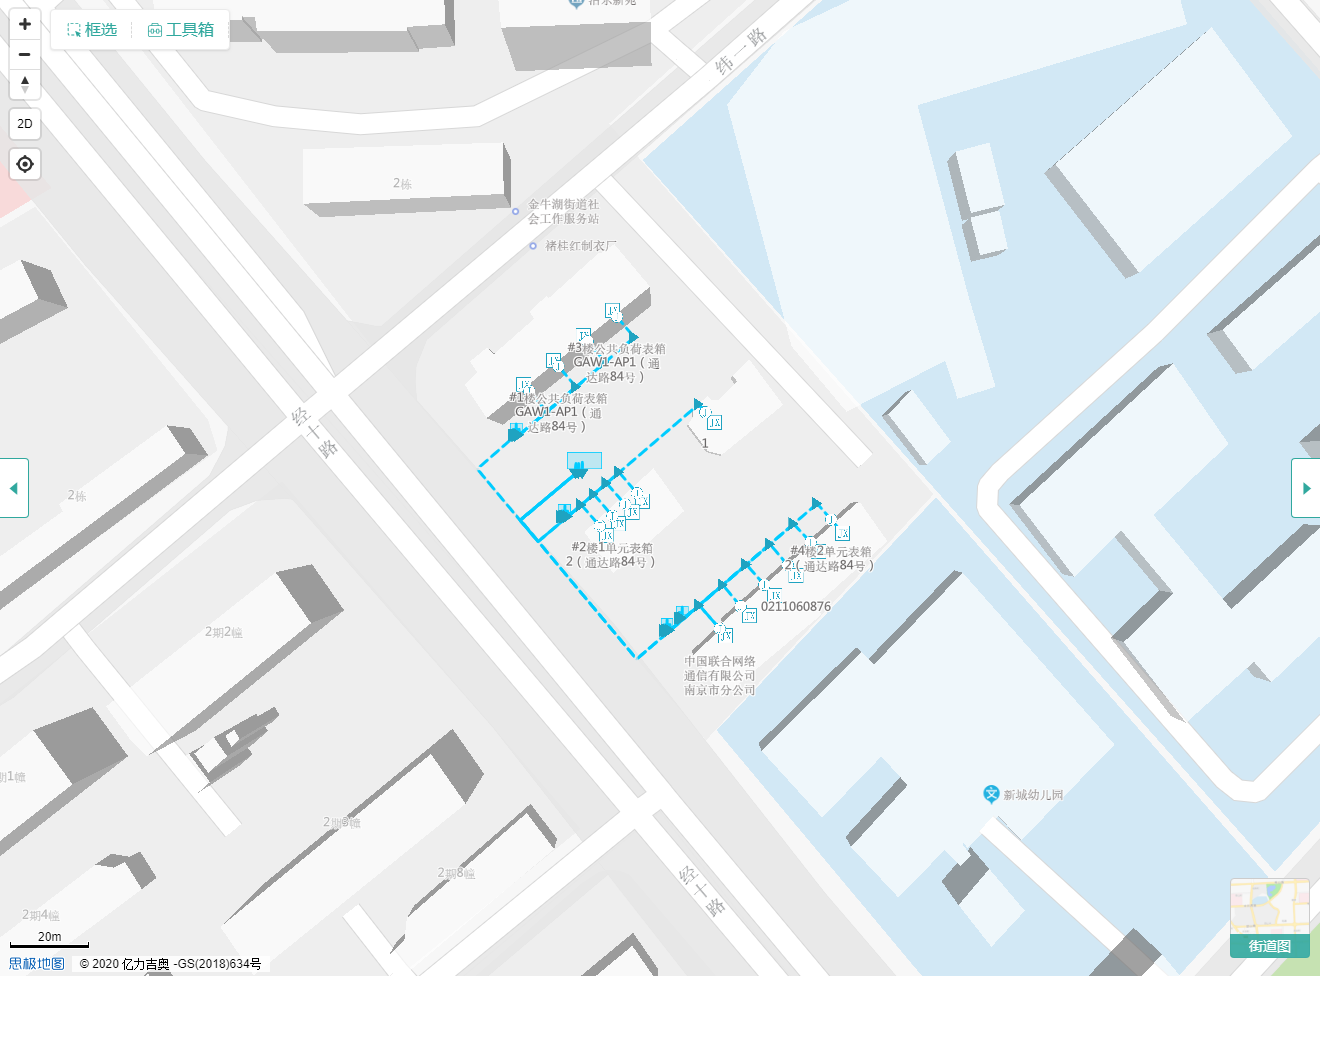 框选
工具箱
2D
纬一路
2栋
金牛湖街道社
会工作服务站
褚桂红制衣厂
经十路
#3楼公共负荷表箱
GAW1-AP1（通
达路84号）
#1楼公共负荷表箱
GAW1-AP1（通
达路84号）
1
2栋
#2楼1单元表箱
2（通达路84号）
#4楼2单元表箱
2（通达路84号）
0211060876
2期2幢
中国联合网络
通信有限公司
南京市分公司
期1幢
新城幼儿园
2期3幢
2期8幢
经十路
2期4幢
20m
思极地图
© 2020 亿力吉奥 -GS(2018)634号
街道图